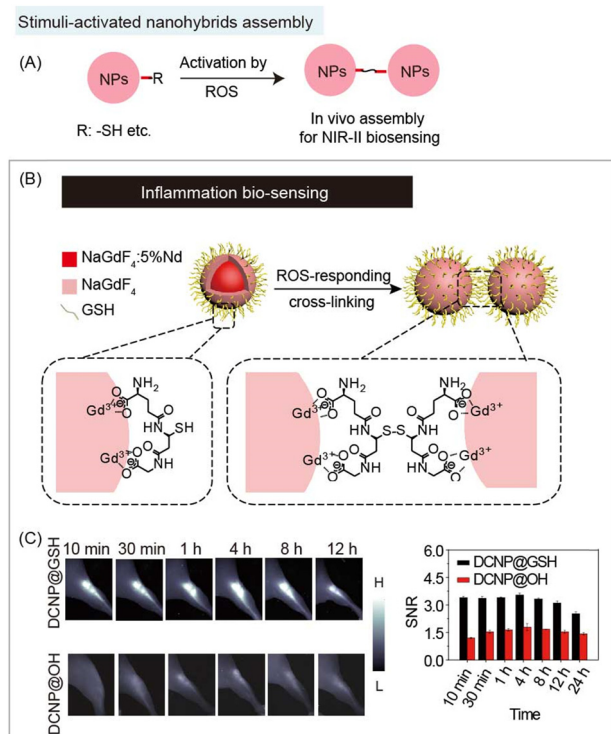 Stimuli-activated nanohybrids assembly
(A)
NPs
R
Activation by
ROS
NPs
NPs
R: -SH etc.
In vivo assembly
for NIR-II biosensing
(B)
Inflammation bio-sensing
NaGdF₄:5%Nd
NaGdF₄
GSH
ROS-responding
cross-linking
NH₂
Gd³⁺
O
O
O
NH
SH
Gd³⁺
O
O
O
NH
NH₂
NH₂
Gd³⁺
O
O
O
O
O
O
Gd³⁺
NH
S-S
HN
Gd³⁺
O
O
O
NH
HN
O
O
O
Gd³⁺
(C)
10 min 30 min 1 h 4 h 8 h 12 h
DCNP@GSH
DCNP@OH
H
L
6.0
4.5
3.0
1.5
0.0
SNR
DCNP@GSH
DCNP@OH
10 min 30 min 1 h 4 h 8 h 12 h 24 h
Time